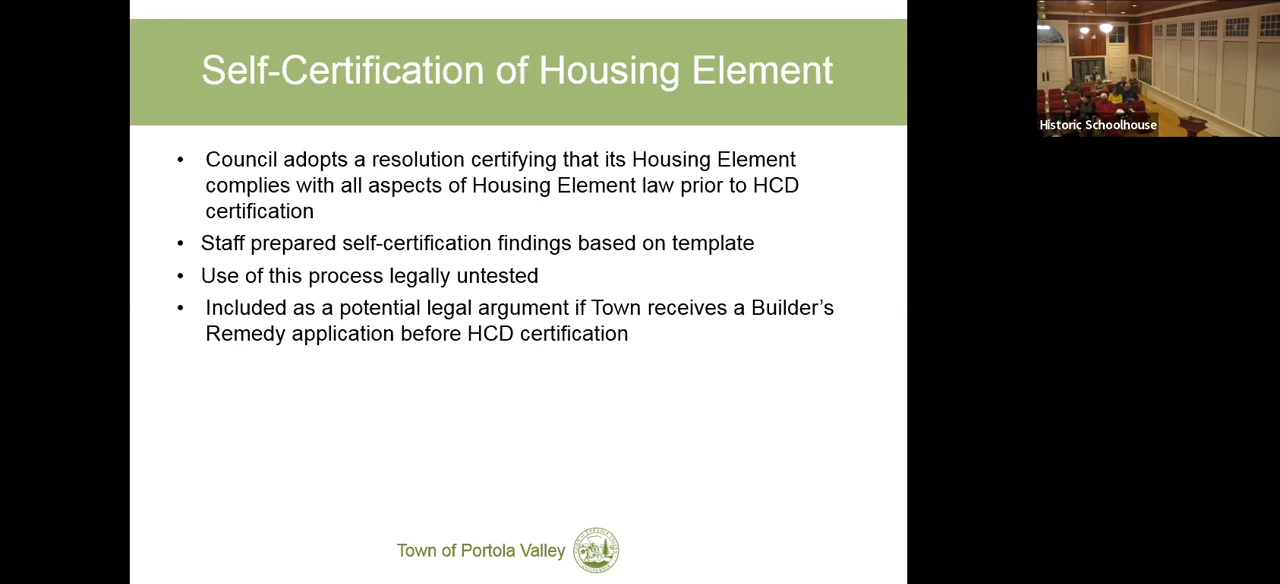 Self-Certification of Housing Element
• Council adopts a resolution certifying that its Housing Element
complies with all aspects of Housing Element law prior to HCD
certification
• Staff prepared self-certification findings based on template
• Use of this process legally untested
• Included as a potential legal argument if Town receives a Builder's
Remedy application before HCD certification
Town of Portola Valley
Historic Schoolhouse